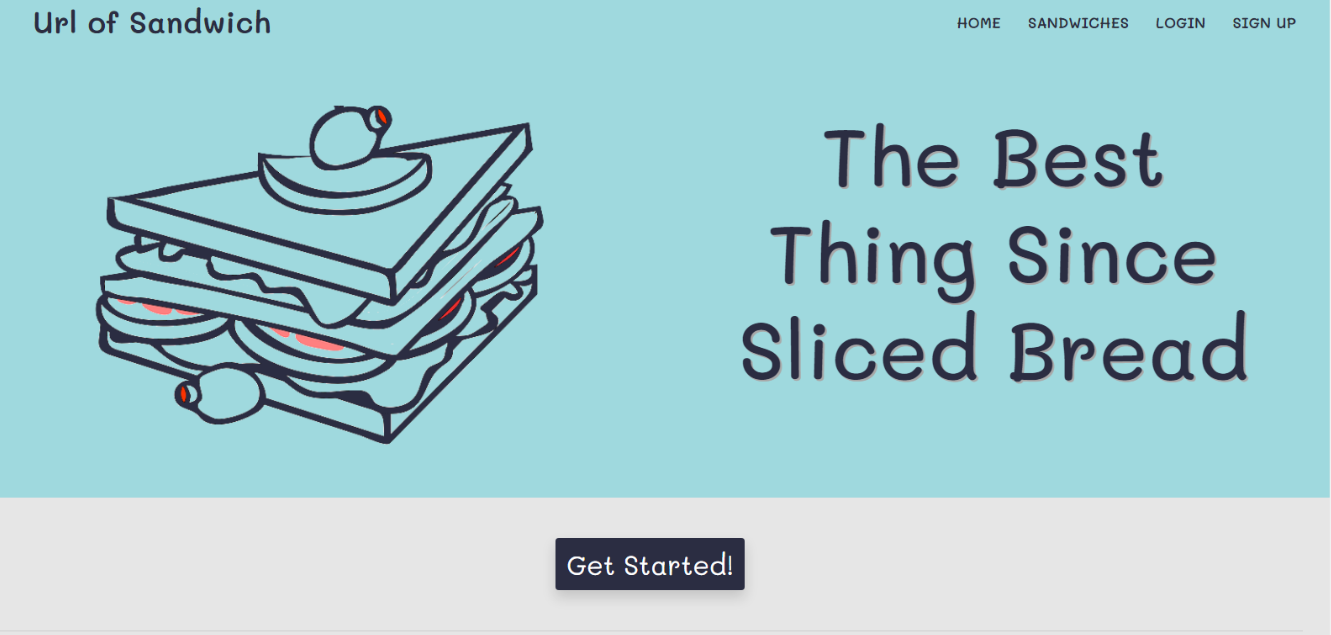 Url of Sandwich
HOME SANDWICHES LOGIN SIGN UP
The Best
Thing Since
Sliced Bread
Get Started!